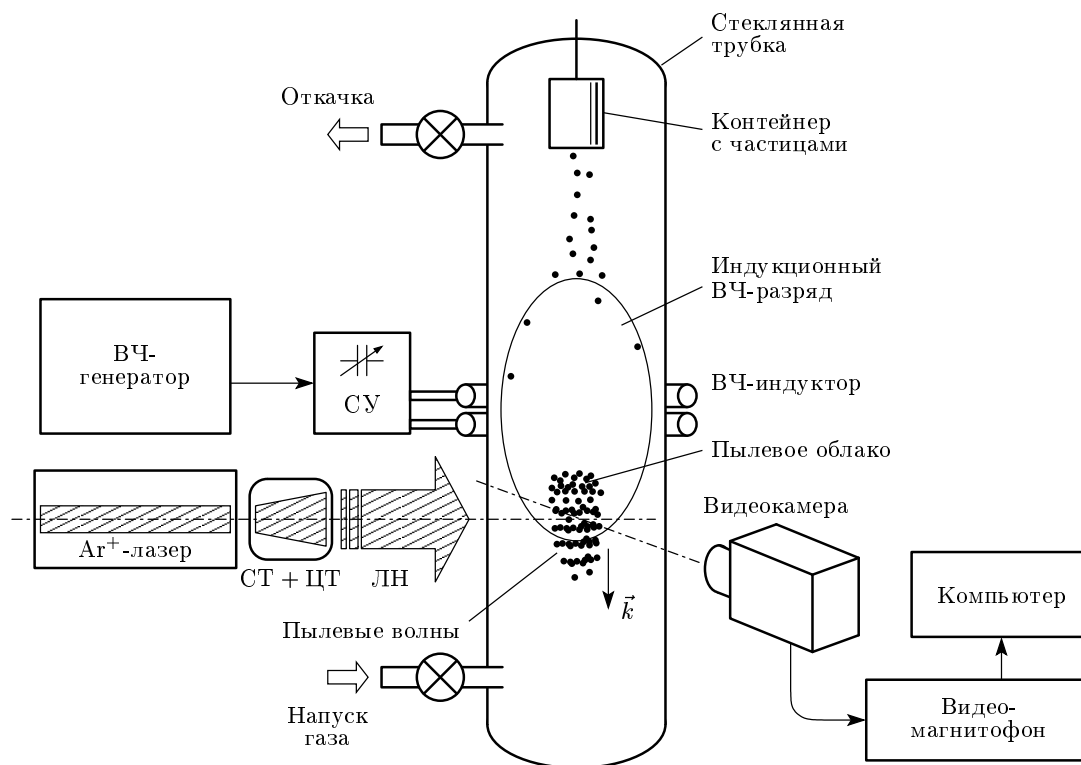 Стеклянная
трубка
Откачка
Контейнер
с частицами
Индукционный
ВЧ-разряд
ВЧ-
генератор
СУ
ВЧ-индуктор
Пылевое облако
Видеокамера
Ar⁺-лазер
СТ + ЦТ
ЛН
k⃗
Компьютер
Пылевые волны
Напуск
газа
Видео-
магнитофон